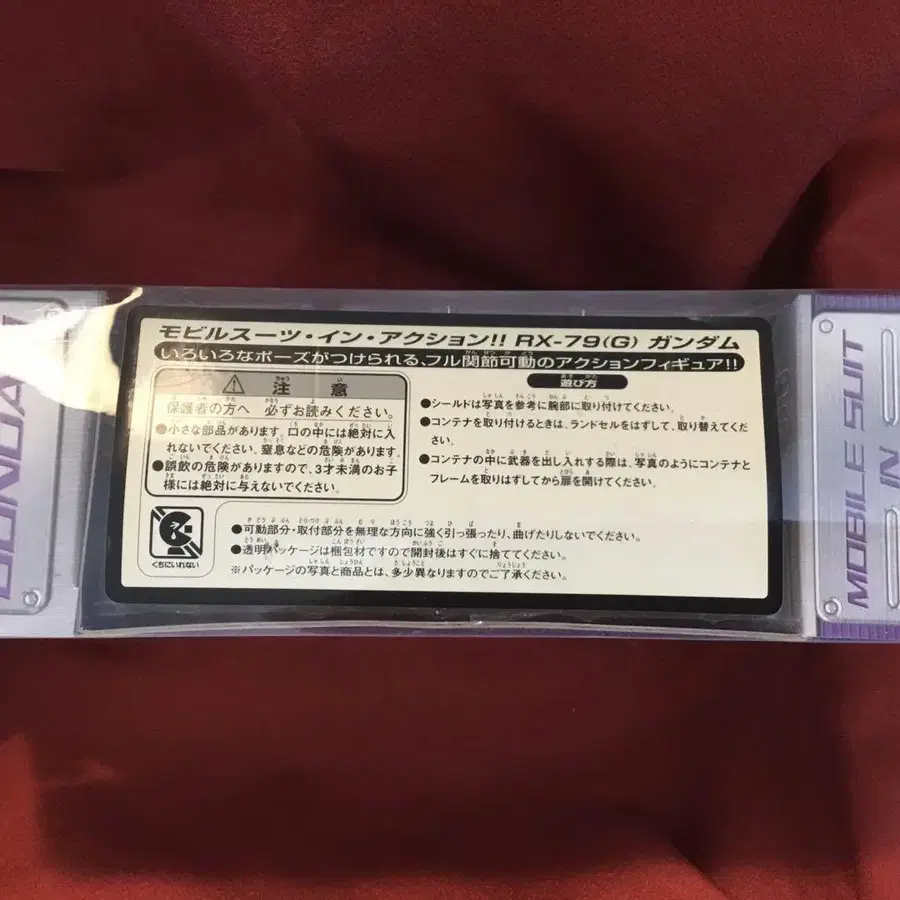 モビルスーツ・イン・アクション!! RX-79(G) ガンダム
いろいろなポーズがつけられる、フル関節可動のアクションフィギュア!!
⚠ 注意
保護者の方へ 必ずお読みください。
●小さな部品があります。口の中には絶対に入
れないでください。窒息などの危険があります。
●誤飲の危険がありますので、3才未満のお子
様には絶対に与えないでください。
遊び方
●シールドは写真を参考に腕部に取り付けてください。
●コンテナを取り付けるときは、ランドセルをはずして、取り替えてくだ
さい。
●コンテナの中に武器を出し入れする際は、写真のようにコンテナと
フレームを取りはずしてから扉を開けてください。
くちにいれない
●可動部分・取付部分を無理な方向に強く引っ張ったり、曲げたりしないでください。
●透明パッケージは梱包材ですので開封後はすぐに捨ててください。
※パッケージの写真と商品とは、多少異なりますのでご了承ください。
MOBILE SUIT
IN